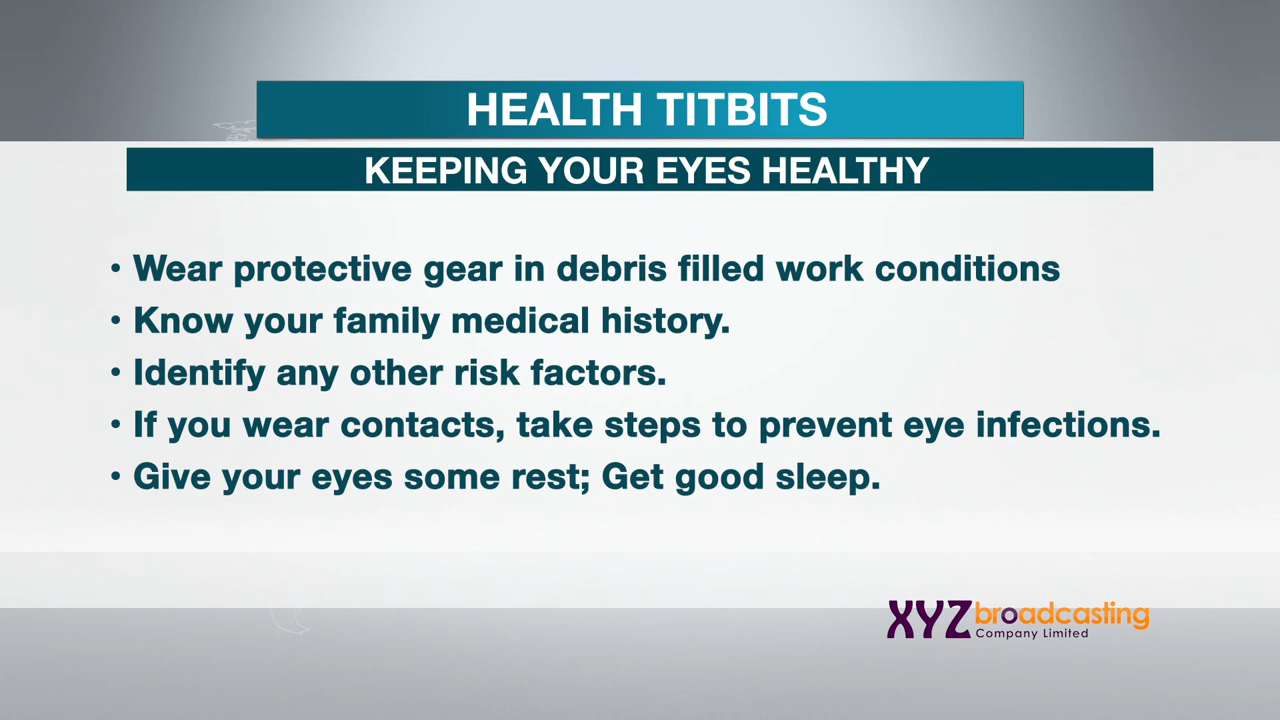 HEALTH TITBITS
KEEPING YOUR EYES HEALTHY
• Wear protective gear in debris filled work conditions
• Know your family medical history.
• Identify any other risk factors.
• If you wear contacts, take steps to prevent eye infections.
• Give your eyes some rest; Get good sleep.
XYZ broadcasting
Company Limited